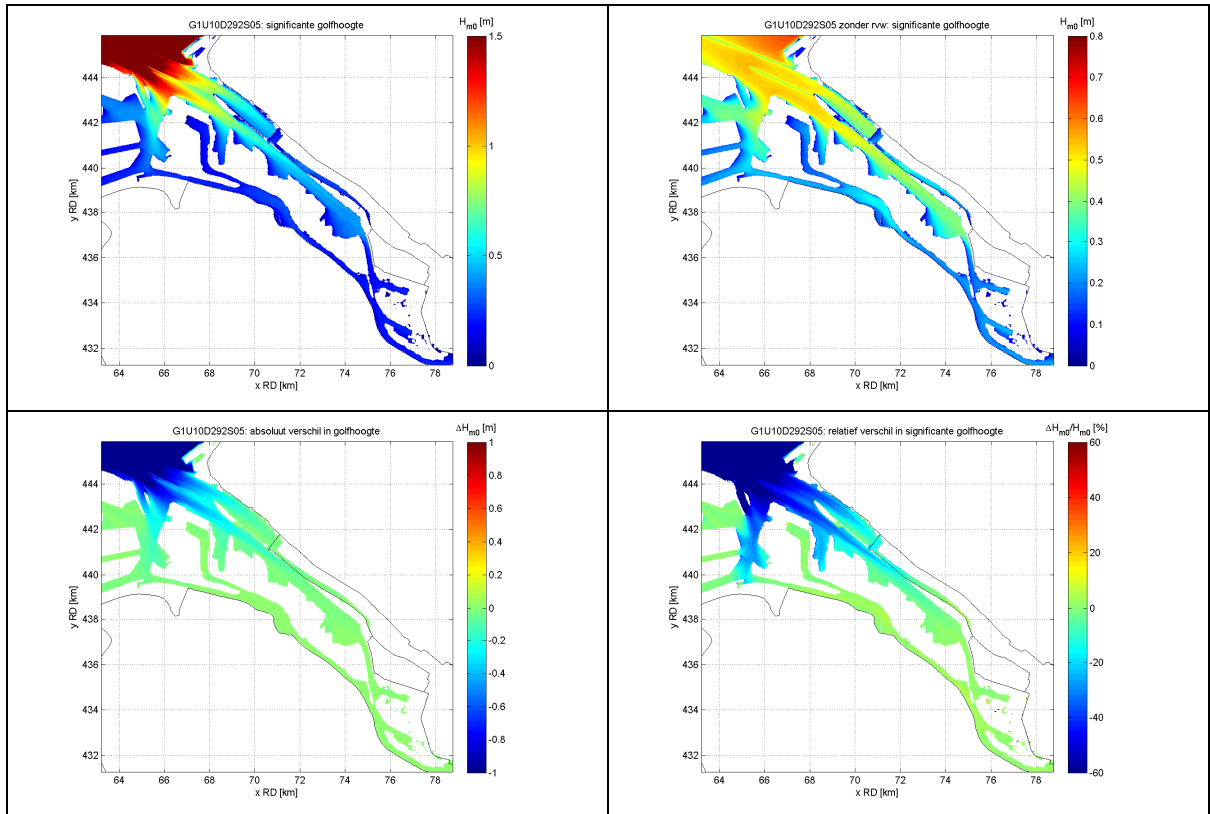 G1U10D292S05: significante golfhoogte
Hm0 [m]
1.5
1
0.5
0
444
442
440
438
436
434
432
y RD [km]
64 66 68 70 72 74 76 78
x RD [km]
G1U10D292S05 zonder rvw: significante golfhoogte
Hm0 [m]
0.8
0.7
0.6
0.5
0.4
0.3
0.2
0.1
0
444
442
440
438
436
434
432
y RD [km]
64 66 68 70 72 74 76 78
x RD [km]
G1U10D292S05: absoluut verschil in golfhoogte
ΔHm0 [m]
1
0.8
0.6
0.4
0.2
0
-0.2
-0.4
-0.6
-0.8
-1
444
442
440
438
436
434
432
y RD [km]
64 66 68 70 72 74 76 78
x RD [km]
G1U10D292S05: relatief verschil in significante golfhoogte
ΔHm0/Hm0 [%]
60
40
20
0
-20
-40
-60
444
442
440
438
436
434
432
y RD [km]
64 66 68 70 72 74 76 78
x RD [km]